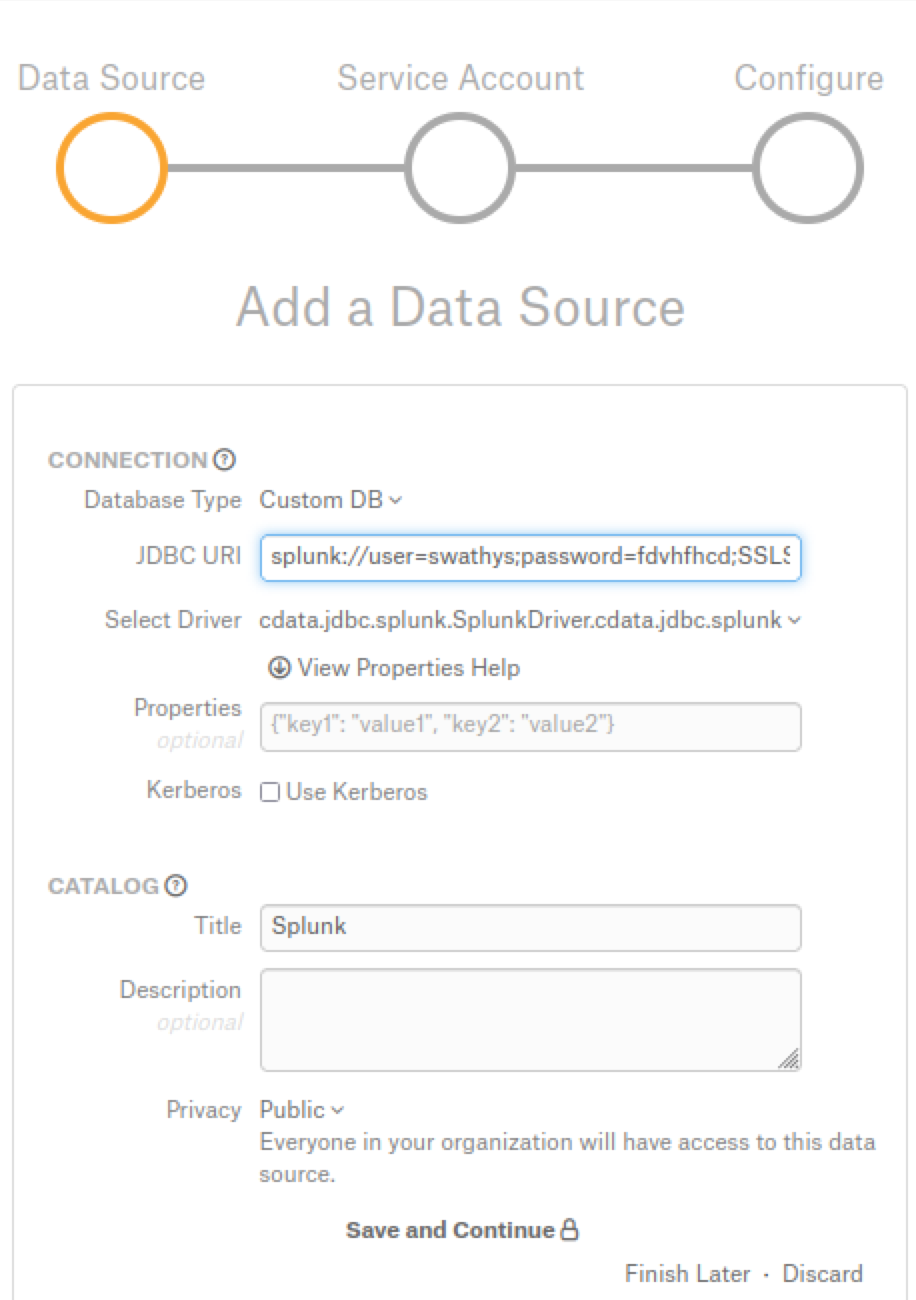 Data Source Service Account Configure
Add a Data Source
CONNECTION ?
Database Type Custom DB
JDBC URI splunk://user=swathys;password=fdvhfhcd;SSLS
Select Driver cdata.jdbc.splunk.SplunkDriver.cdata.jdbc.splunk
View Properties Help
Properties {"key1": "value1", "key2": "value2"}
optional
Kerberos Use Kerberos
CATALOG ?
Title Splunk
Description
optional
Privacy Public
Everyone in your organization will have access to this data
source.
Save and Continue
Finish Later · Discard